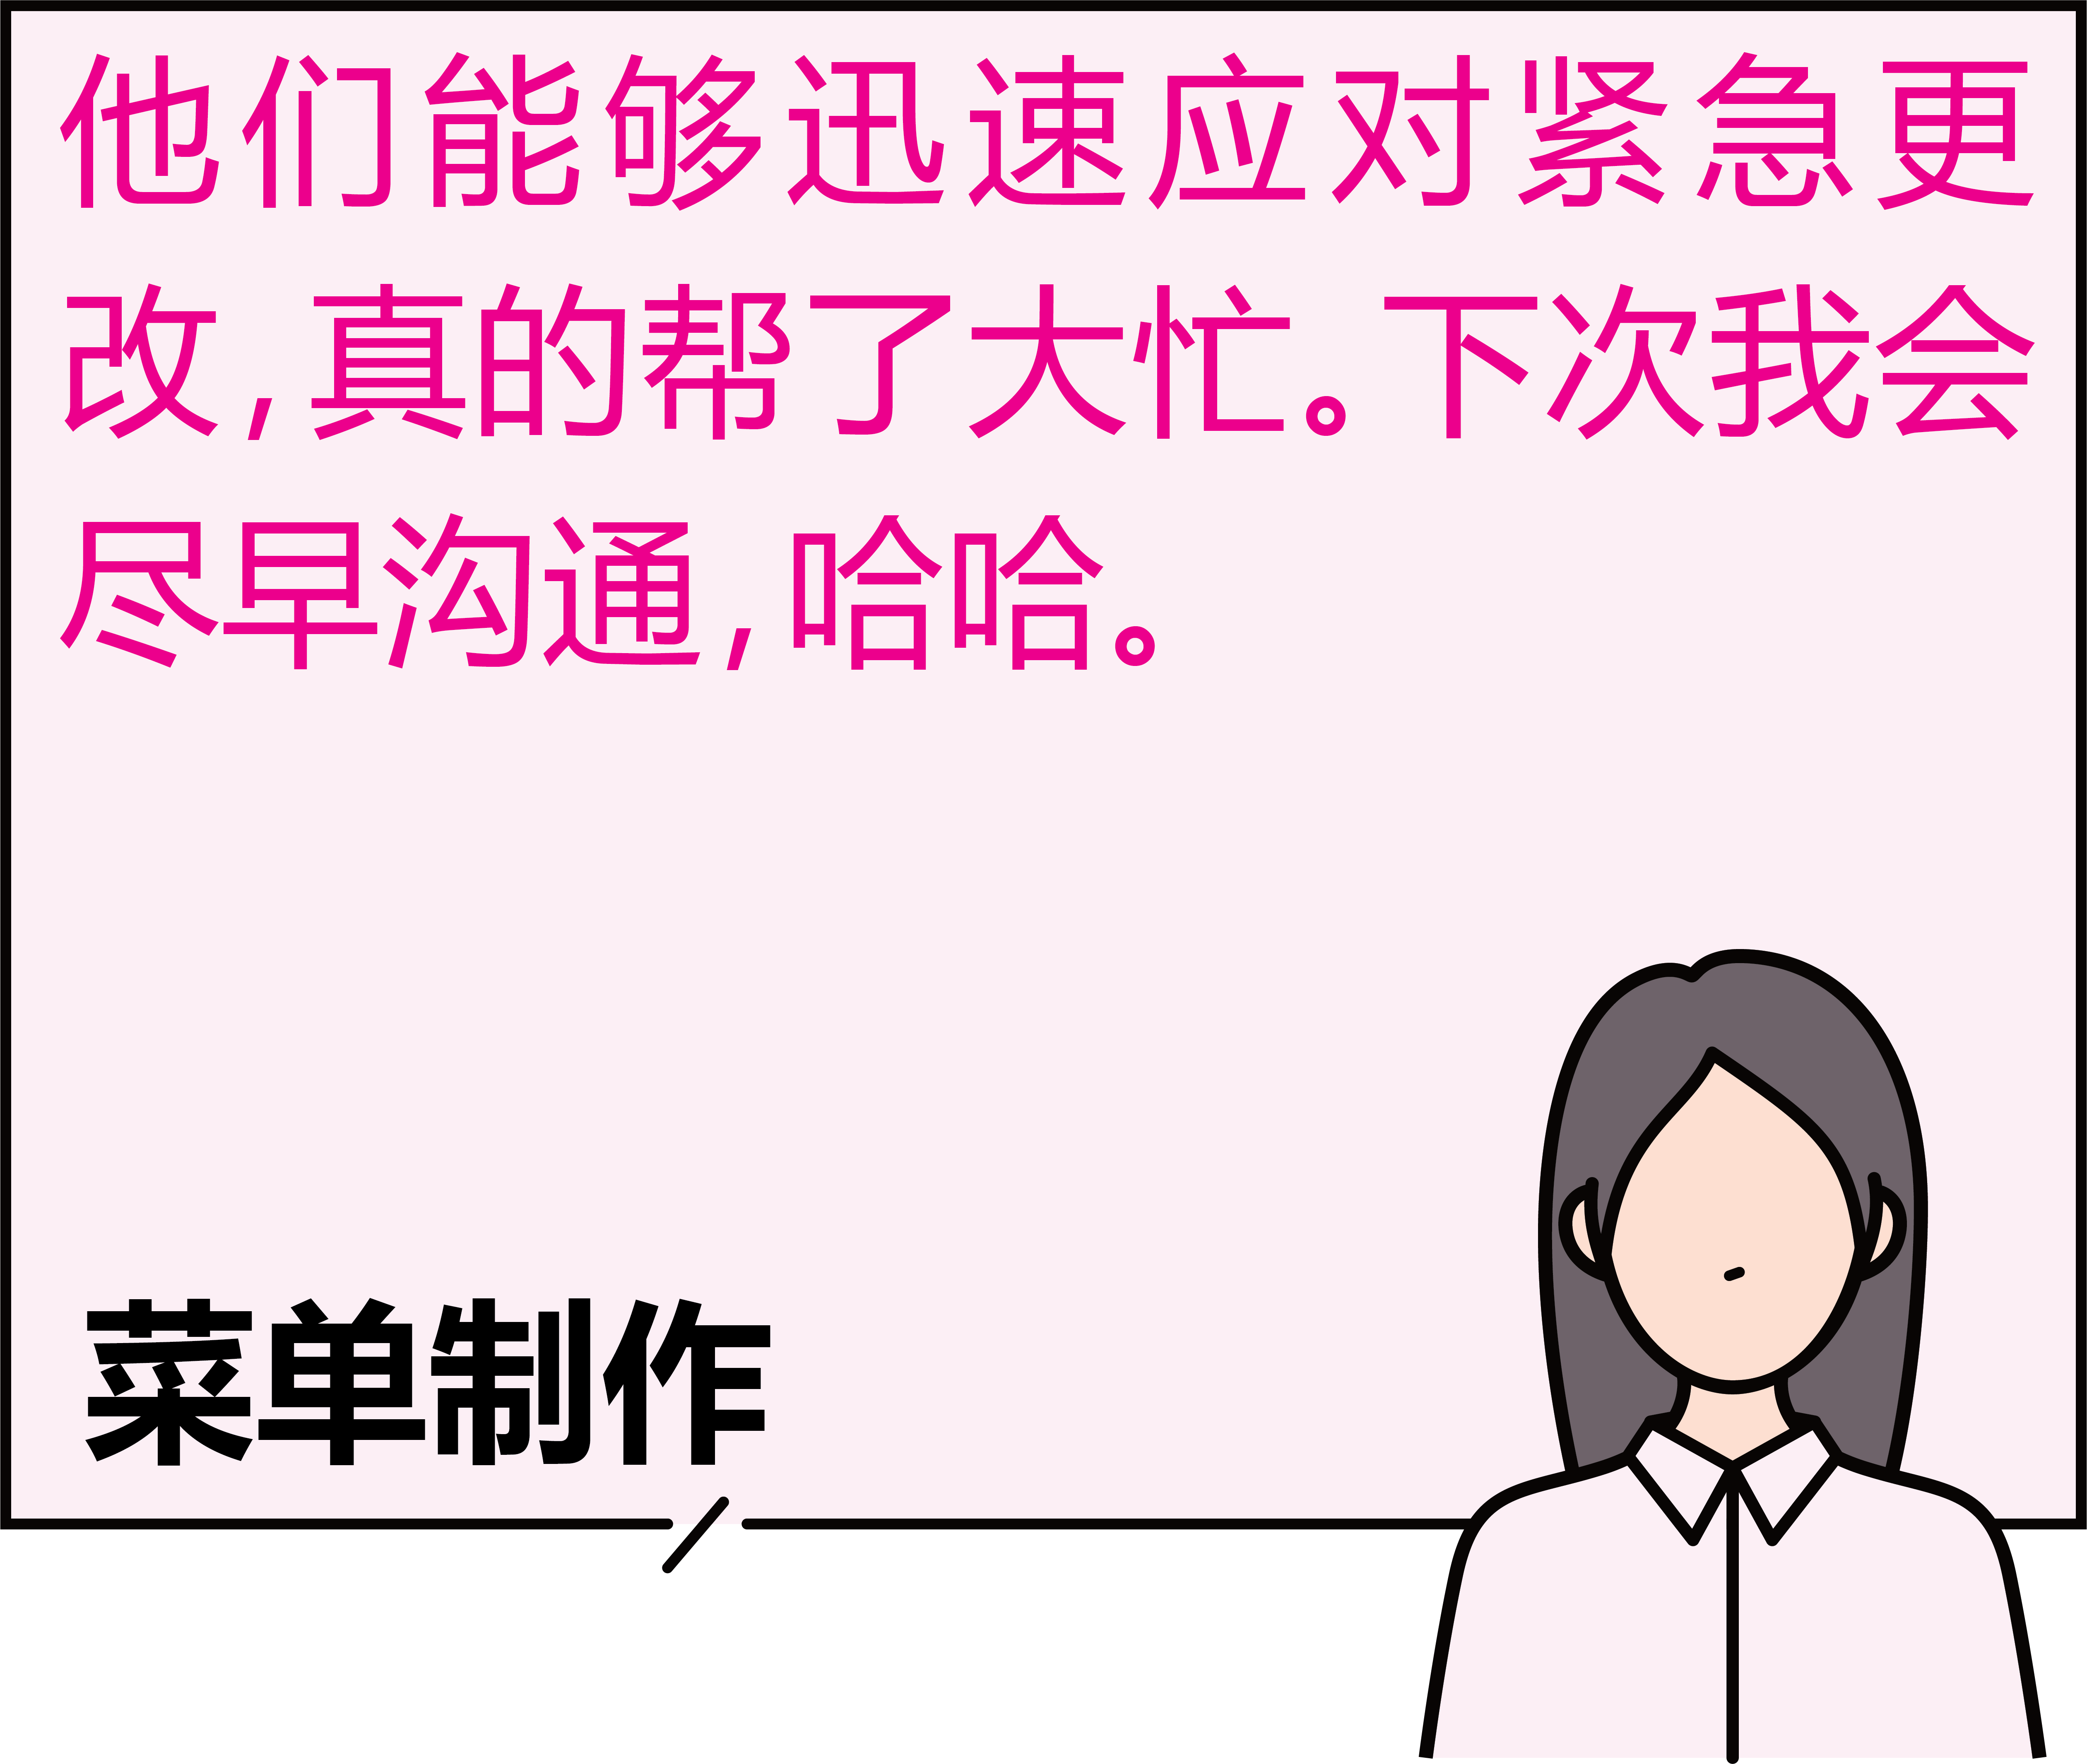 他们能够迅速应对紧急更
改,真的帮了大忙。下次我会
尽早沟通,哈哈。
菜单制作